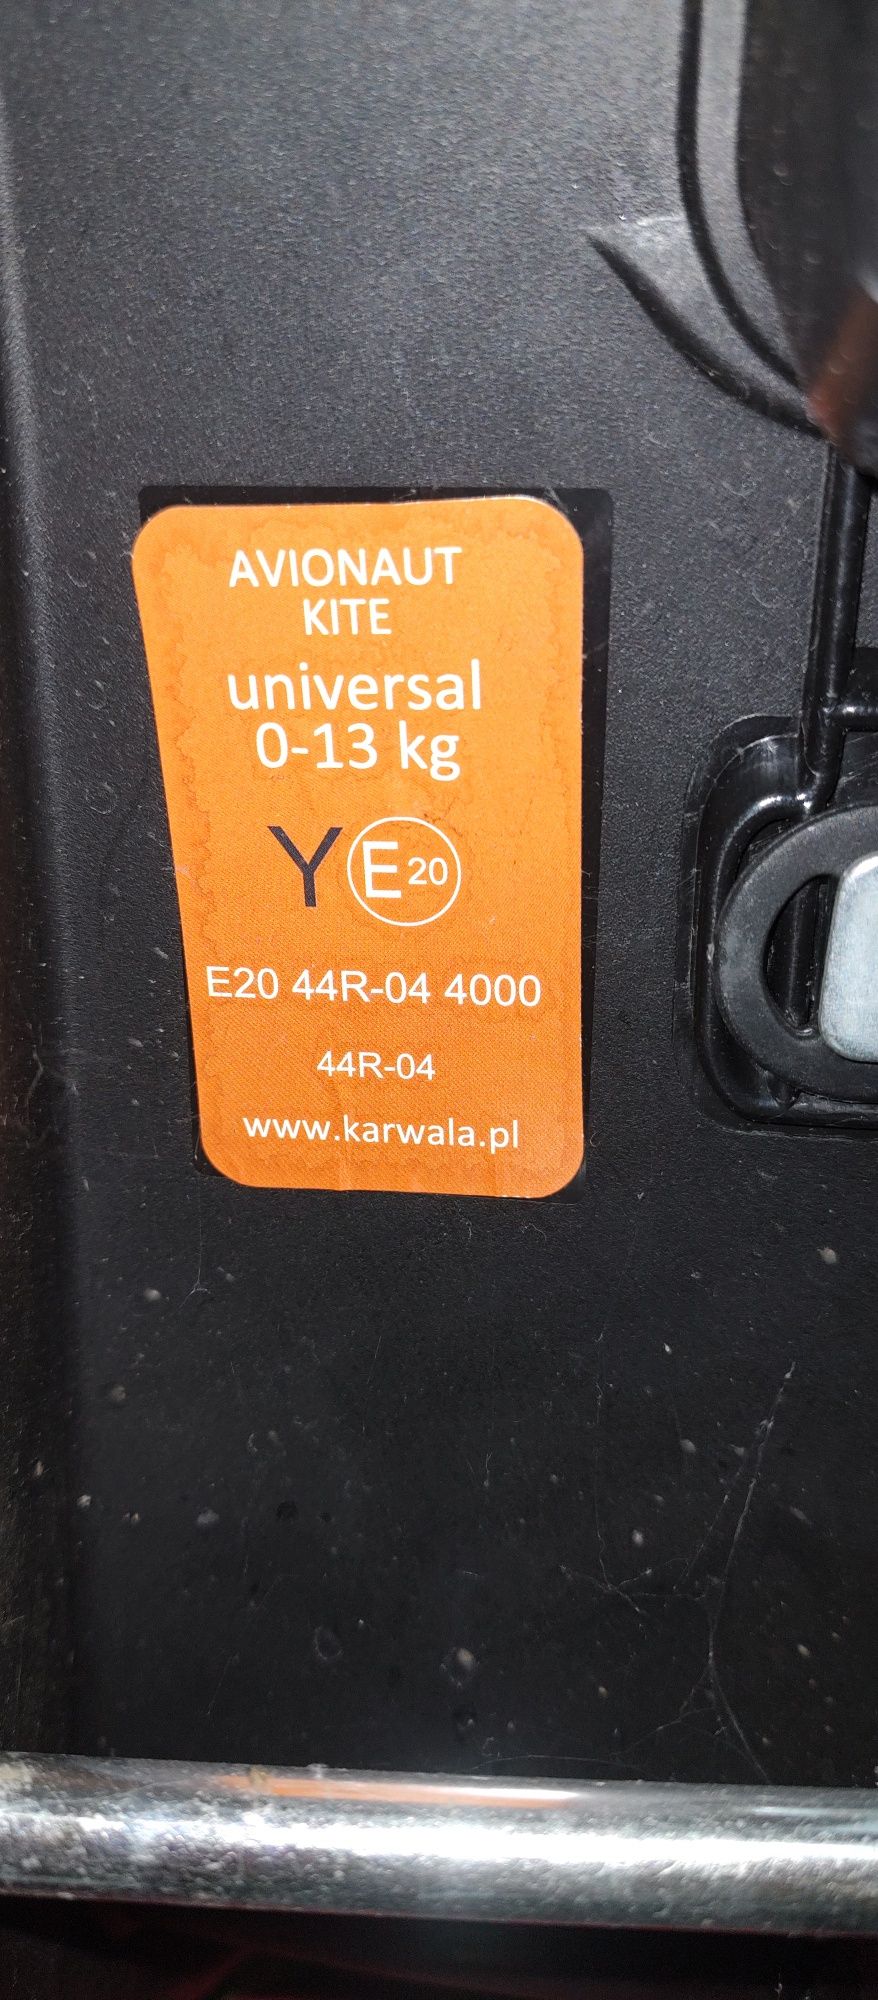 AVIONAUT
KITE
universal
0-13 kg
Y E 20
E20 44R-04 4000
44R-04
www.karwala.pl